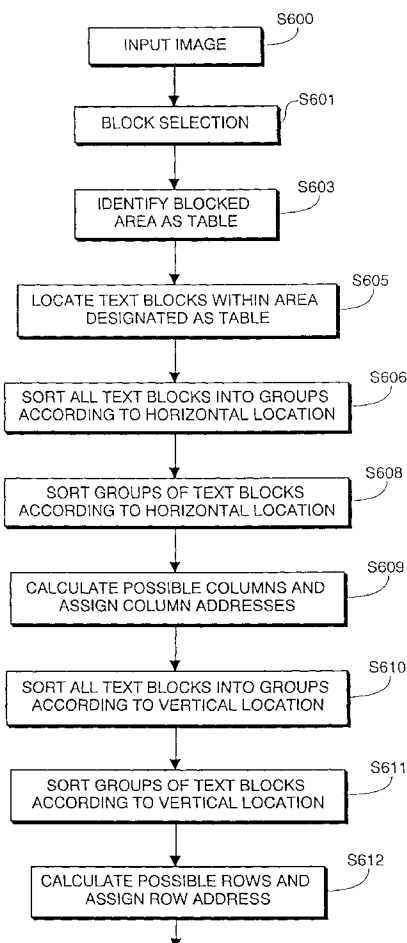 S600
INPUT IMAGE
S601
BLOCK SELECTION
S603
IDENTIFY BLOCKED
AREA AS TABLE
S605
LOCATE TEXT BLOCKS WITHIN AREA
DESIGNATED AS TABLE
S606
SORT ALL TEXT BLOCKS INTO GROUPS
ACCORDING TO HORIZONTAL LOCATION
S608
SORT GROUPS OF TEXT BLOCKS
ACCORDING TO HORIZONTAL LOCATION
S609
CALCULATE POSSIBLE COLUMNS AND
ASSIGN COLUMN ADDRESSES
S610
SORT ALL TEXT BLOCKS INTO GROUPS
ACCORDING TO VERTICAL LOCATION
S611
SORT GROUPS OF TEXT BLOCKS
ACCORDING TO VERTICAL LOCATION
S612
CALCULATE POSSIBLE ROWS AND
ASSIGN ROW ADDRESS